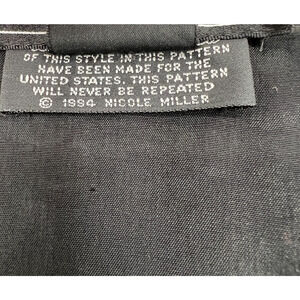 OF THIS STYLE IN THIS PATTERN
HAVE BEEN MADE FOR THE
UNITED STATES. THIS PATTERN
WILL NEVER BE REPEATED
© 1994 NICOLE MILLER